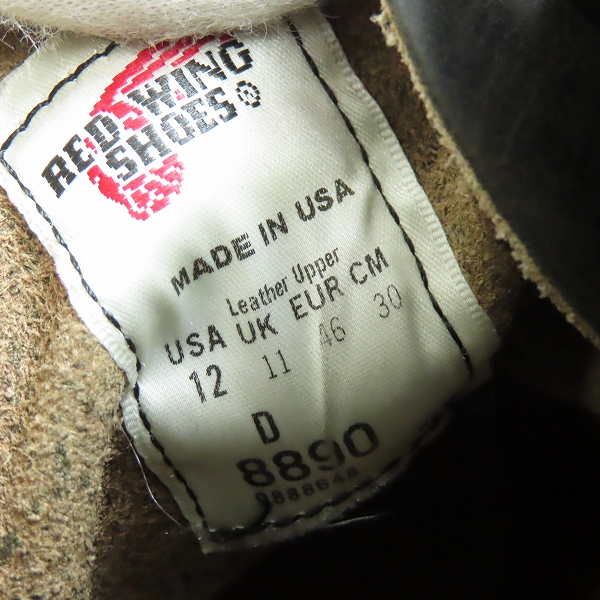 RED WING
SHOES®
MADE IN USA
Leather Upper
USA UK EUR CM
12 11 46 30
D
8890